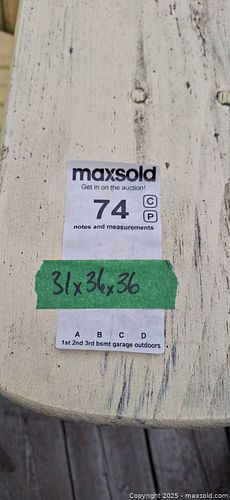 maxsold
Get in on the auction!
74 C
P
notes and measurements
31x36x36
A B C D
1st 2nd 3rd bsmt garage outdoors
Copyright © 2025 - maxsold.com